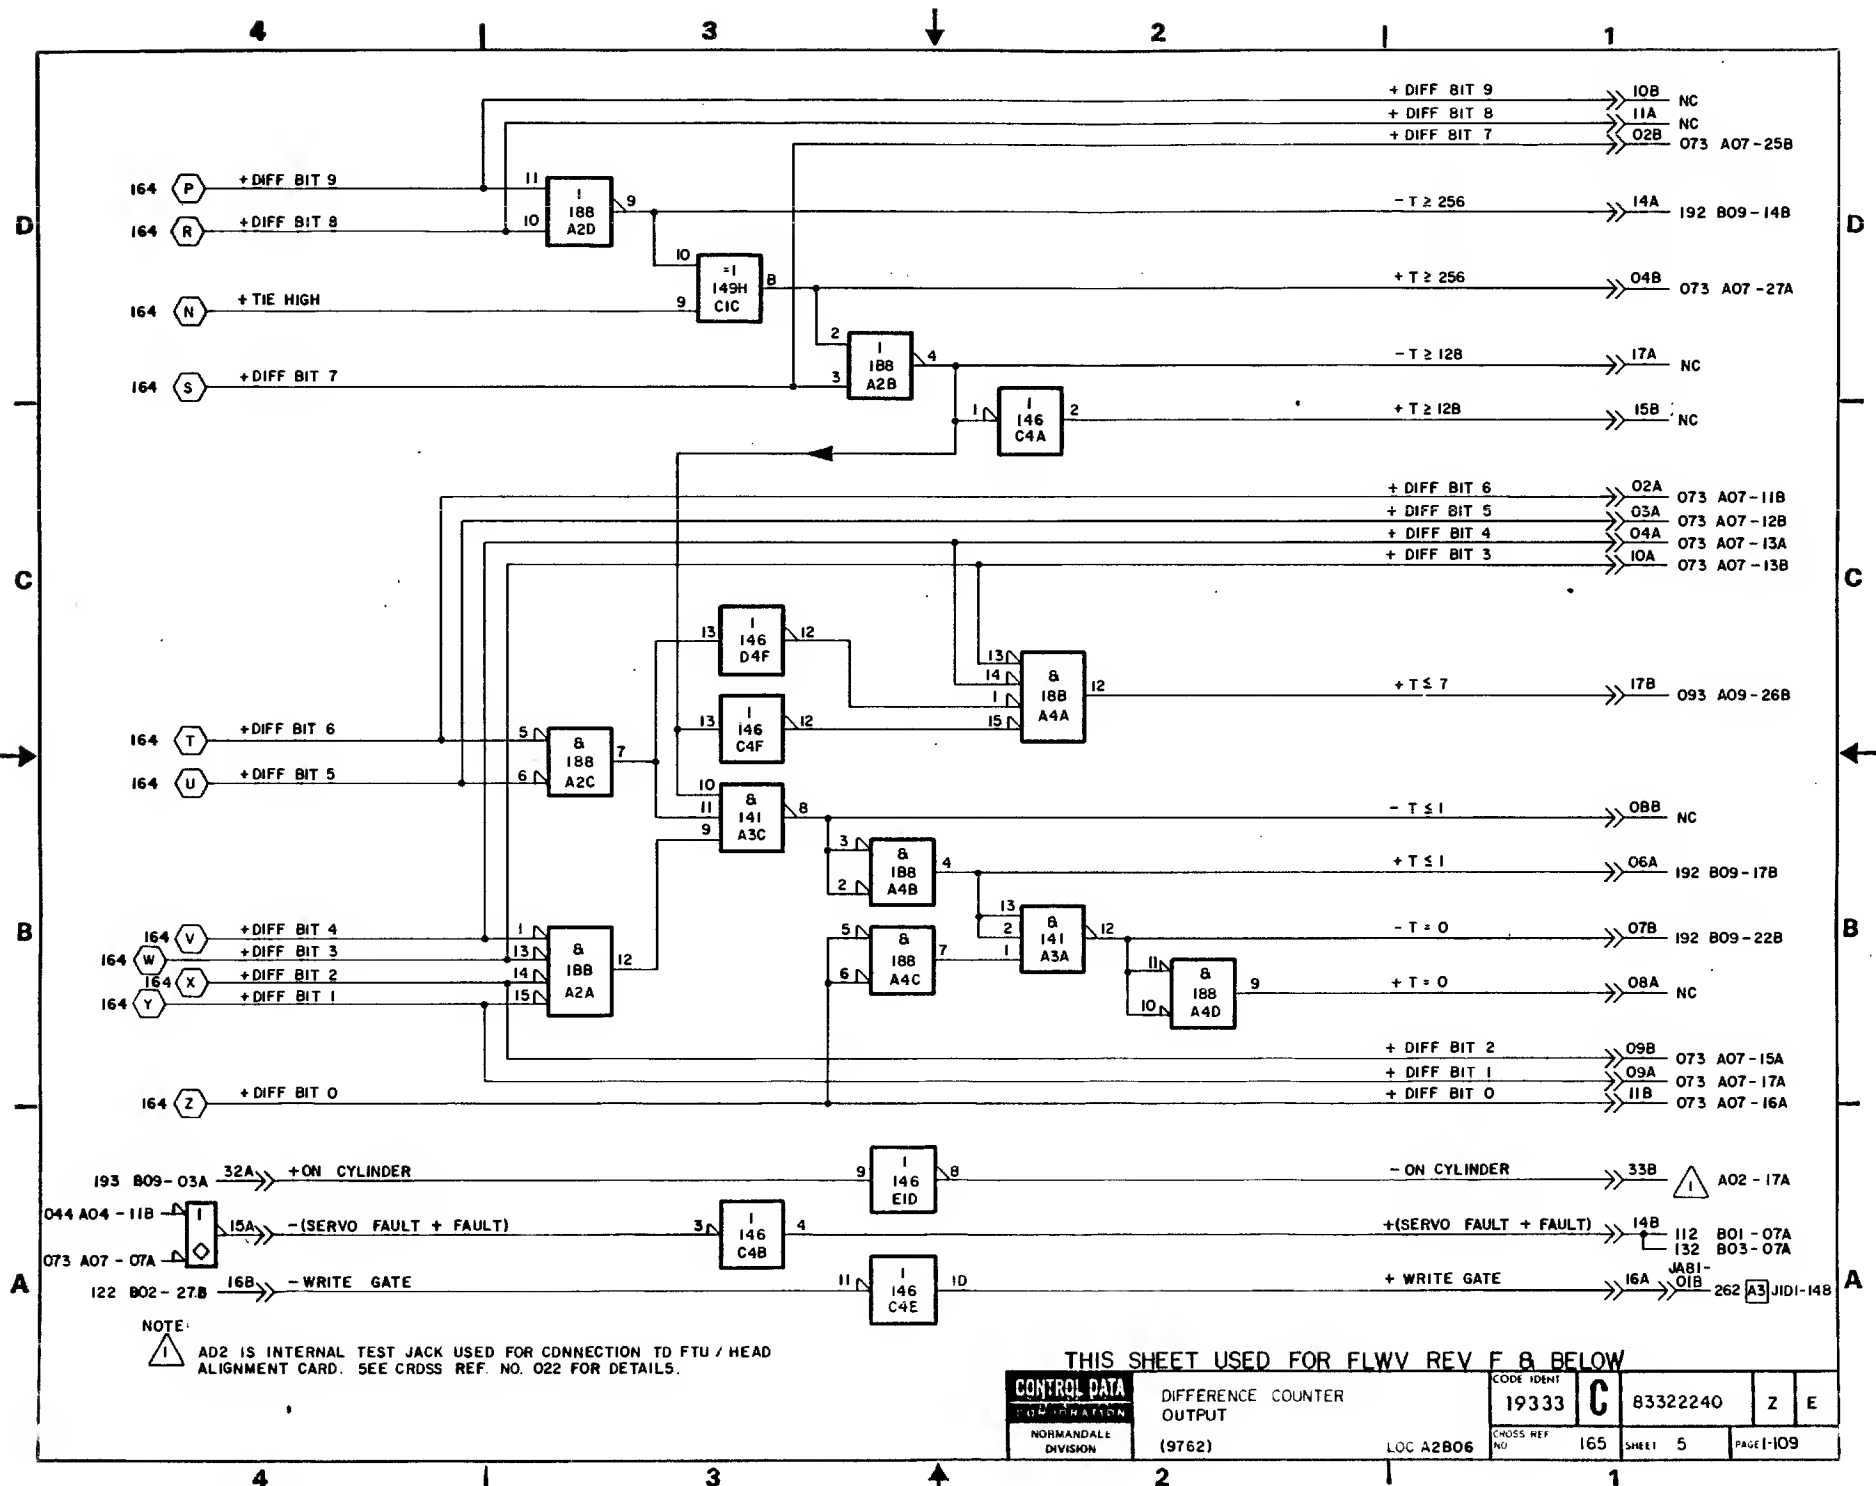 4 3 2 1
+ DIFF BIT 9 10B NC
+ DIFF BIT 8 11A NC
+ DIFF BIT 7 02B 073 A07-25B
164 P +DIFF BIT 9 11
164 R +DIFF BIT 8 10
1 188 A2D 9
- T ≥ 256 14A 192 B09-14B
D D
10
=1 149H C1C 8
+ T ≥ 256 04B 073 A07-27A
164 N + TIE HIGH 9
2
1 188 A2B 4
- T ≥ 128 17A NC
164 S +DIFF BIT 7 3
1
1 146 C4A 2
+ T ≥ 128 15B NC
+ DIFF BIT 6 02A 073 A07-11B
+ DIFF BIT 5 03A 073 A07-12B
+ DIFF BIT 4 04A 073 A07-13A
+ DIFF BIT 3 10A 073 A07-13B
C C
13 1 146 D4F 12
13 14 1 15
& 188 A4A 12
+ T ≤ 7 17B 093 A09-26B
13 1 146 C4F 12
164 T +DIFF BIT 6 5
164 U +DIFF BIT 5 6
& 188 A2C 7
10 11 9
& 141 A3C 8
- T ≤ 1 08B NC
3 2
& 188 A4B 4
+ T ≤ 1 06A 192 B09-17B
13 2 1
& 141 A3A 12
- T = 0 07B 192 B09-22B
5 6
& 188 A4C 7
B B
164 V +DIFF BIT 4 1
164 W +DIFF BIT 3 13
164 X +DIFF BIT 2 14
164 Y +DIFF BIT 1 15
& 188 A2A 12
11 10
& 188 A4D 9
+ T = 0 08A NC
+ DIFF BIT 2 09B 073 A07-15A
+ DIFF BIT 1 09A 073 A07-17A
164 Z +DIFF BIT 0 + DIFF BIT 0 11B 073 A07-16A
193 B09-03A 32A +ON CYLINDER 9 1 146 E1D 8 - ON CYLINDER 33B 1 A02-17A
044 A04-11B
1 15A -(SERVO FAULT + FAULT) 3 1 146 C4B 4 +(SERVO FAULT + FAULT) 14B 112 B01-07A
132 B03-07A
073 A07-07A
A A
122 B02-27B 16B - WRITE GATE 11 1 146 C4E 10 + WRITE GATE 16A JA81-01B 262 A3 J1D1-148
NOTE:
1 A02 IS INTERNAL TEST JACK USED FOR CONNECTION TO FTU / HEAD
ALIGNMENT CARD. SEE CROSS REF. NO. 022 FOR DETAILS.
THIS SHEET USED FOR FLWV REV F & BELOW
CONTROL DATA
CORPORATION
NORMANDALE
DIVISION
DIFFERENCE COUNTER
OUTPUT
(9762) LOC A2B06
CODE IDENT
19333 C 83322240 Z E
CROSS REF NO 165 SHEET 5 PAGE 1-109
4 3 2 1